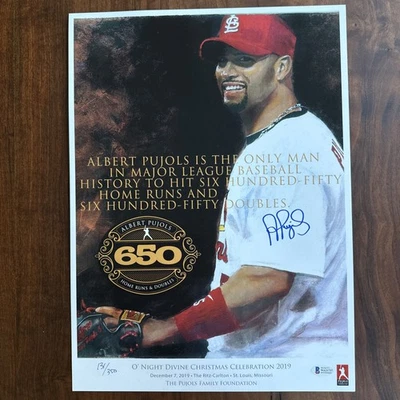 ALBERT PUJOLS IS THE ONLY MAN
IN MAJOR LEAGUE BASEBALL
HISTORY TO HIT SIX HUNDRED-FIFTY
HOME RUNS AND
SIX HUNDRED-FIFTY DOUBLES.
ALBERT PUJOLS
650
HOME RUNS & DOUBLES
O' NIGHT DIVINE CHRISTMAS CELEBRATION 2019
December 7, 2019 • The Ritz-Carlton • St. Louis, Missouri
THE PUJOLS FAMILY FOUNDATION